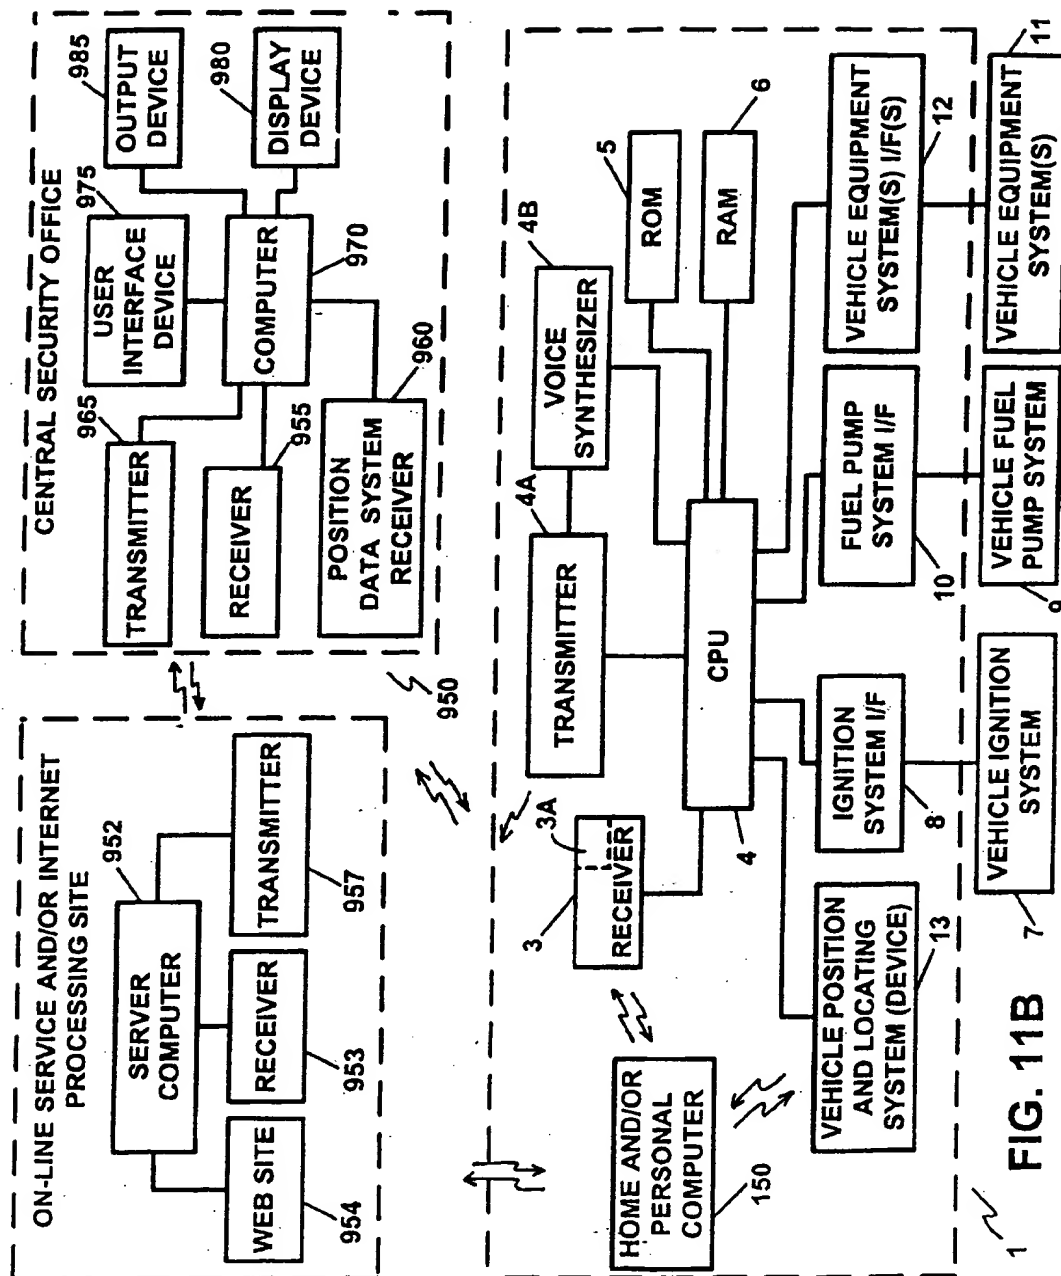 ON-LINE SERVICE AND/OR INTERNET
PROCESSING SITE
952
SERVER
COMPUTER
WEB SITE
954
RECEIVER
953
TRANSMITTER
957
CENTRAL SECURITY OFFICE
965
TRANSMITTER
975
USER
INTERFACE
DEVICE
985
OUTPUT
DEVICE
955
RECEIVER
COMPUTER
970
980
DISPLAY
DEVICE
960
POSITION
DATA SYSTEM
RECEIVER
950
3
3A
RECEIVER
4A
TRANSMITTER
4B
VOICE
SYNTHESIZER
5
ROM
6
RAM
HOME AND/OR
PERSONAL
COMPUTER
150
CPU
4
VEHICLE POSITION
AND LOCATING
SYSTEM (DEVICE)
13
IGNITION
SYSTEM I/F
8
FUEL PUMP
SYSTEM I/F
10
VEHICLE EQUIPMENT
SYSTEM(S) I/F(S)
12
VEHICLE IGNITION
SYSTEM
7
VEHICLE FUEL
PUMP SYSTEM
9
VEHICLE EQUIPMENT
SYSTEM(S)
11
1
FIG. 11B